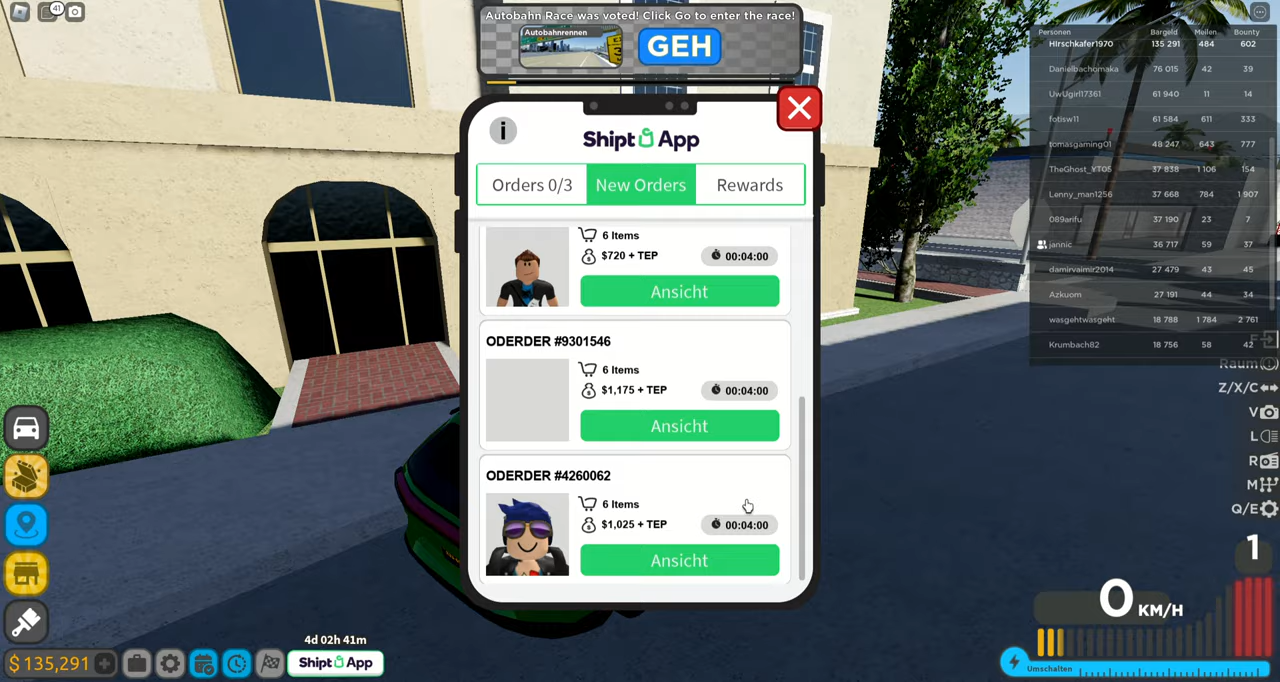 41
Autobahn Race was voted! Click Go to enter the race!
Autobahnrennen
GEH
Personen Bargeld Meilen Bounty
Hirschkafer1970 135 291 484 602
Danielbachomaka 76 015 42 39
UwUgirl17361 61 940 11 14
fotisw11 61 584 611 333
tomasgaming01 48 247 643 777
TheGhost_YT05 37 838 1 106 154
Lenny_man1256 37 668 784 1 907
089arifu 37 190 23 7
jannic 36 717 59 37
damirvaimir2014 27 479 43 45
Azkuom 27 191 44 34
wasgehtwasgeht 18 788 1 784 2 761
Krumbach82 18 756 58 42
i
Shipt App
Orders 0/3 New Orders Rewards
6 Items
$720 + TEP 00:04:00
Ansicht
ODERDER #9301546
6 Items
$1,175 + TEP 00:04:00
Ansicht
ODERDER #4260062
6 Items
$1,025 + TEP 00:04:00
Ansicht
F
Raum
Z/X/C
V
L
R
M
Q/E
1
0 KM/H
Umschalten
4d 02h 41m
$ 135,291
Shipt App